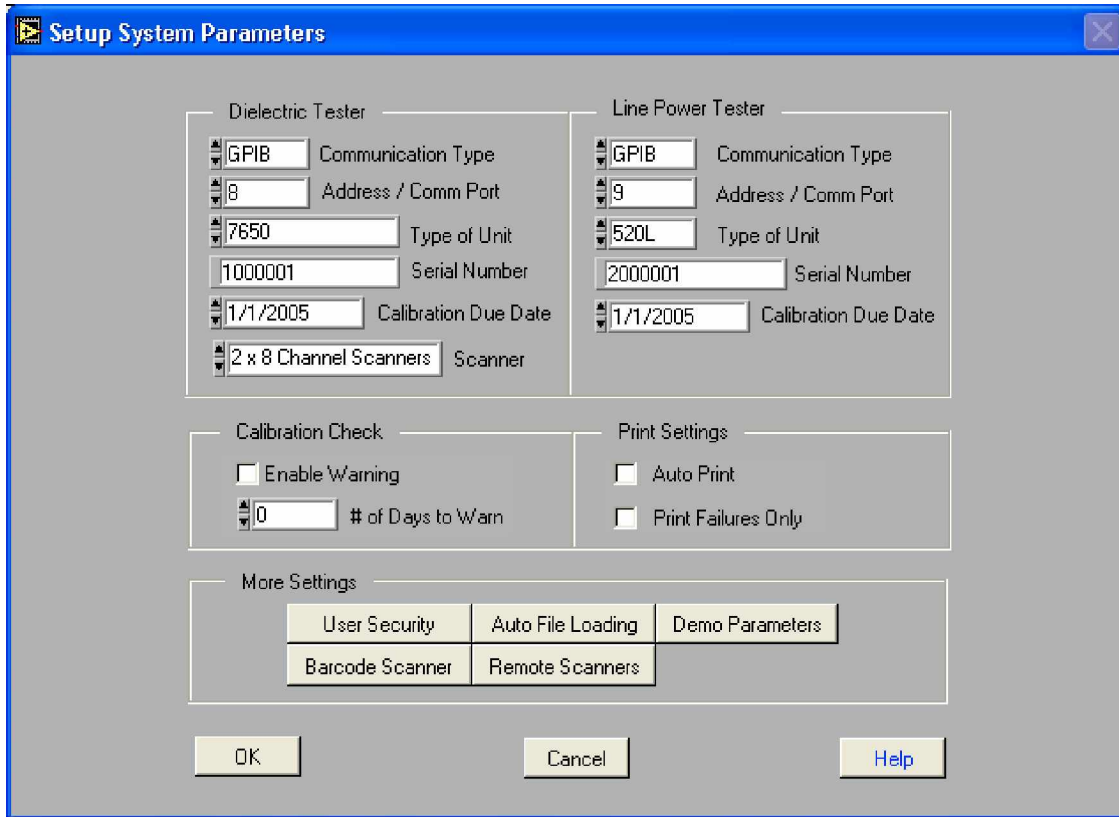 Setup System Parameters
Dielectric Tester
GPIB Communication Type
8 Address / Comm Port
7650 Type of Unit
1000001 Serial Number
1/1/2005 Calibration Due Date
2 x 8 Channel Scanners Scanner
Line Power Tester
GPIB Communication Type
9 Address / Comm Port
520L Type of Unit
2000001 Serial Number
1/1/2005 Calibration Due Date
Calibration Check
Enable Warning
0 # of Days to Warn
Print Settings
Auto Print
Print Failures Only
More Settings
User Security Auto File Loading Demo Parameters
Barcode Scanner Remote Scanners
OK Cancel Help